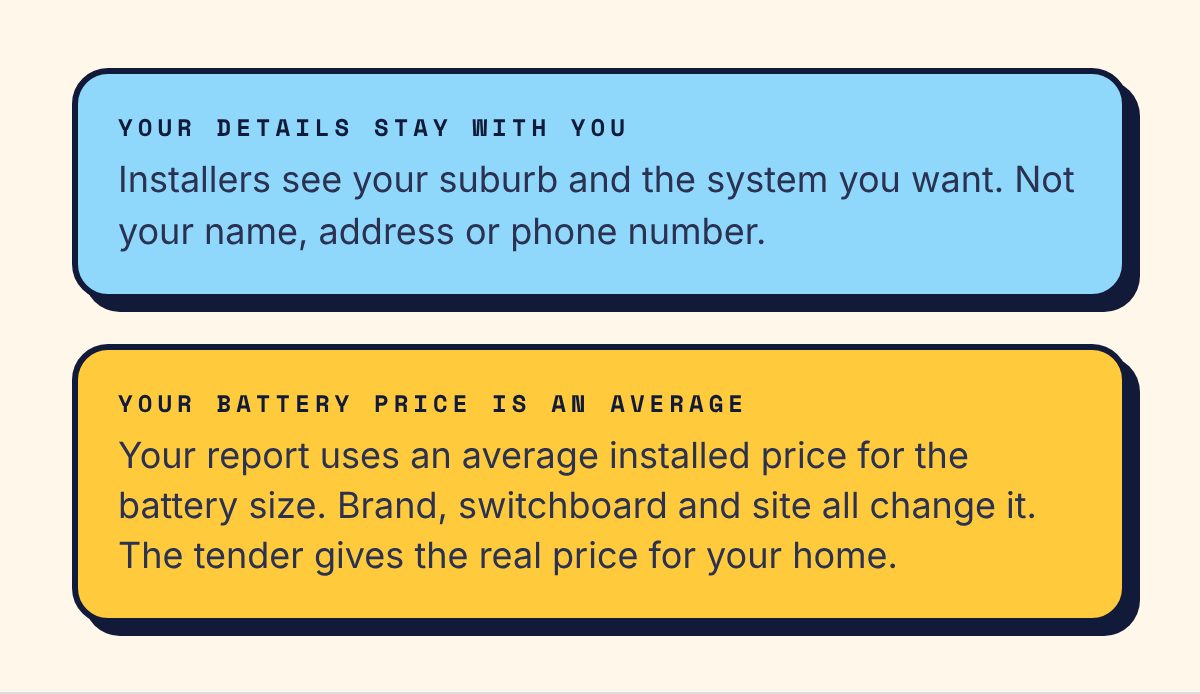 YOUR DETAILS STAY WITH YOU
Installers see your suburb and the system you want. Not
your name, address or phone number.
YOUR BATTERY PRICE IS AN AVERAGE
Your report uses an average installed price for the
battery size. Brand, switchboard and site all change it.
The tender gives the real price for your home.